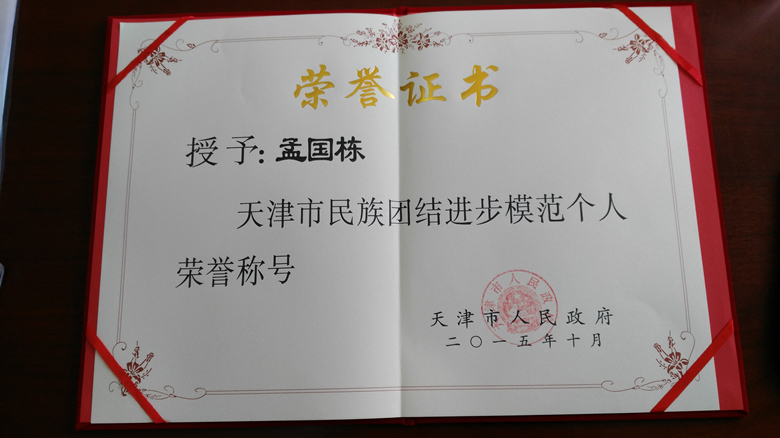 荣誉证书
授予：孟国栋
天津市民族团结进步模范个人
荣誉称号
天津市人民政府
二〇一五年十月